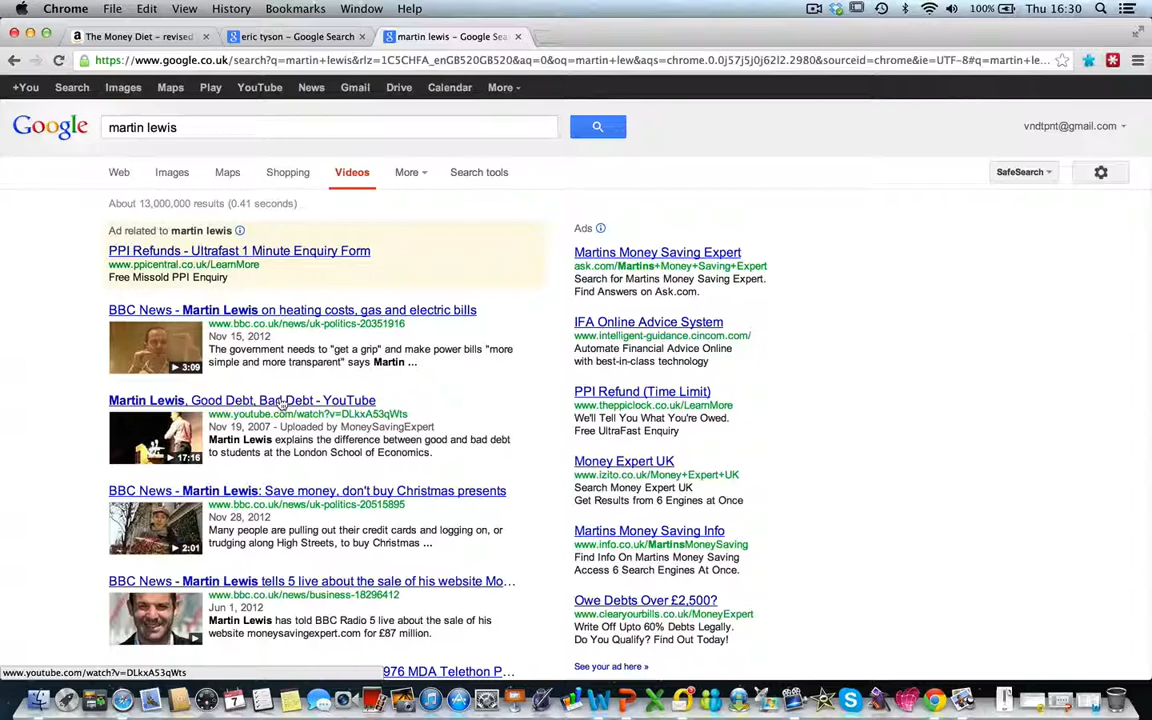 Chrome File Edit View History Bookmarks Window Help 100% Thu 16:30
The Money Diet - revised × eric tyson - Google Search × martin lewis - Google Sea ×
https://www.google.co.uk/search?q=martin+lewis&rlz=1C5CHFA_enGB520GB520&aq=0&oq=martin+lew&aqs=chrome.0.0j57j5j0j62l2.2980&sourceid=chrome&ie=UTF-8#q=martin+le...
+You Search Images Maps Play YouTube News Gmail Drive Calendar More
Google martin lewis vndtpnt@gmail.com
Web Images Maps Shopping Videos More Search tools SafeSearch
About 13,000,000 results (0.41 seconds)
Ad related to martin lewis
PPI Refunds - Ultrafast 1 Minute Enquiry Form
www.ppicentral.co.uk/LearnMore
Free Missold PPI Enquiry
BBC News - Martin Lewis on heating costs, gas and electric bills
www.bbc.co.uk/news/uk-politics-20351916
Nov 15, 2012
The government needs to "get a grip" and make power bills "more
simple and more transparent" says Martin ...
3:09
Martin Lewis, Good Debt, Bad Debt - YouTube
www.youtube.com/watch?v=DLkxA53qWts
Nov 19, 2007 - Uploaded by MoneySavingExpert
Martin Lewis explains the difference between good and bad debt
to students at the London School of Economics.
17:16
BBC News - Martin Lewis: Save money, don't buy Christmas presents
www.bbc.co.uk/news/uk-politics-20515895
Nov 28, 2012
Many people are pulling out their credit cards and logging on, or
trudging along High Streets, to buy Christmas ...
2:01
BBC News - Martin Lewis tells 5 live about the sale of his website Mo...
www.bbc.co.uk/news/business-18296412
Jun 1, 2012
Martin Lewis has told BBC Radio 5 live about the sale of his
website moneysavingexpert.com for £87 million.
976 MDA Telethon P...
Ads
Martins Money Saving Expert
ask.com/Martins+Money+Saving+Expert
Search for Martins Money Saving Expert.
Find Answers on Ask.com.
IFA Online Advice System
www.intelligent-guidance.cincom.com/
Automate Financial Advice Online
with best-in-class technology
PPI Refund (Time Limit)
www.theppiclock.co.uk/LearnMore
We'll Get You What You're Owed.
Free UltraFast Enquiry
Money Expert UK
www.izito.co.uk/Money+Expert+UK
Search Money Expert UK
Get Results from 6 Engines at Once
Martins Money Saving Info
www.info.co.uk/MartinsMoneySaving
Find Info On Martins Money Saving
Access 6 Search Engines At Once.
Owe Debts Over £2,500?
www.clearyourbills.co.uk/MoneyExpert
Write Off Upto 60% Debts Legally.
Do You Qualify? Find Out Today!
See your ad here »
www.youtube.com/watch?v=DLkxA53qWts